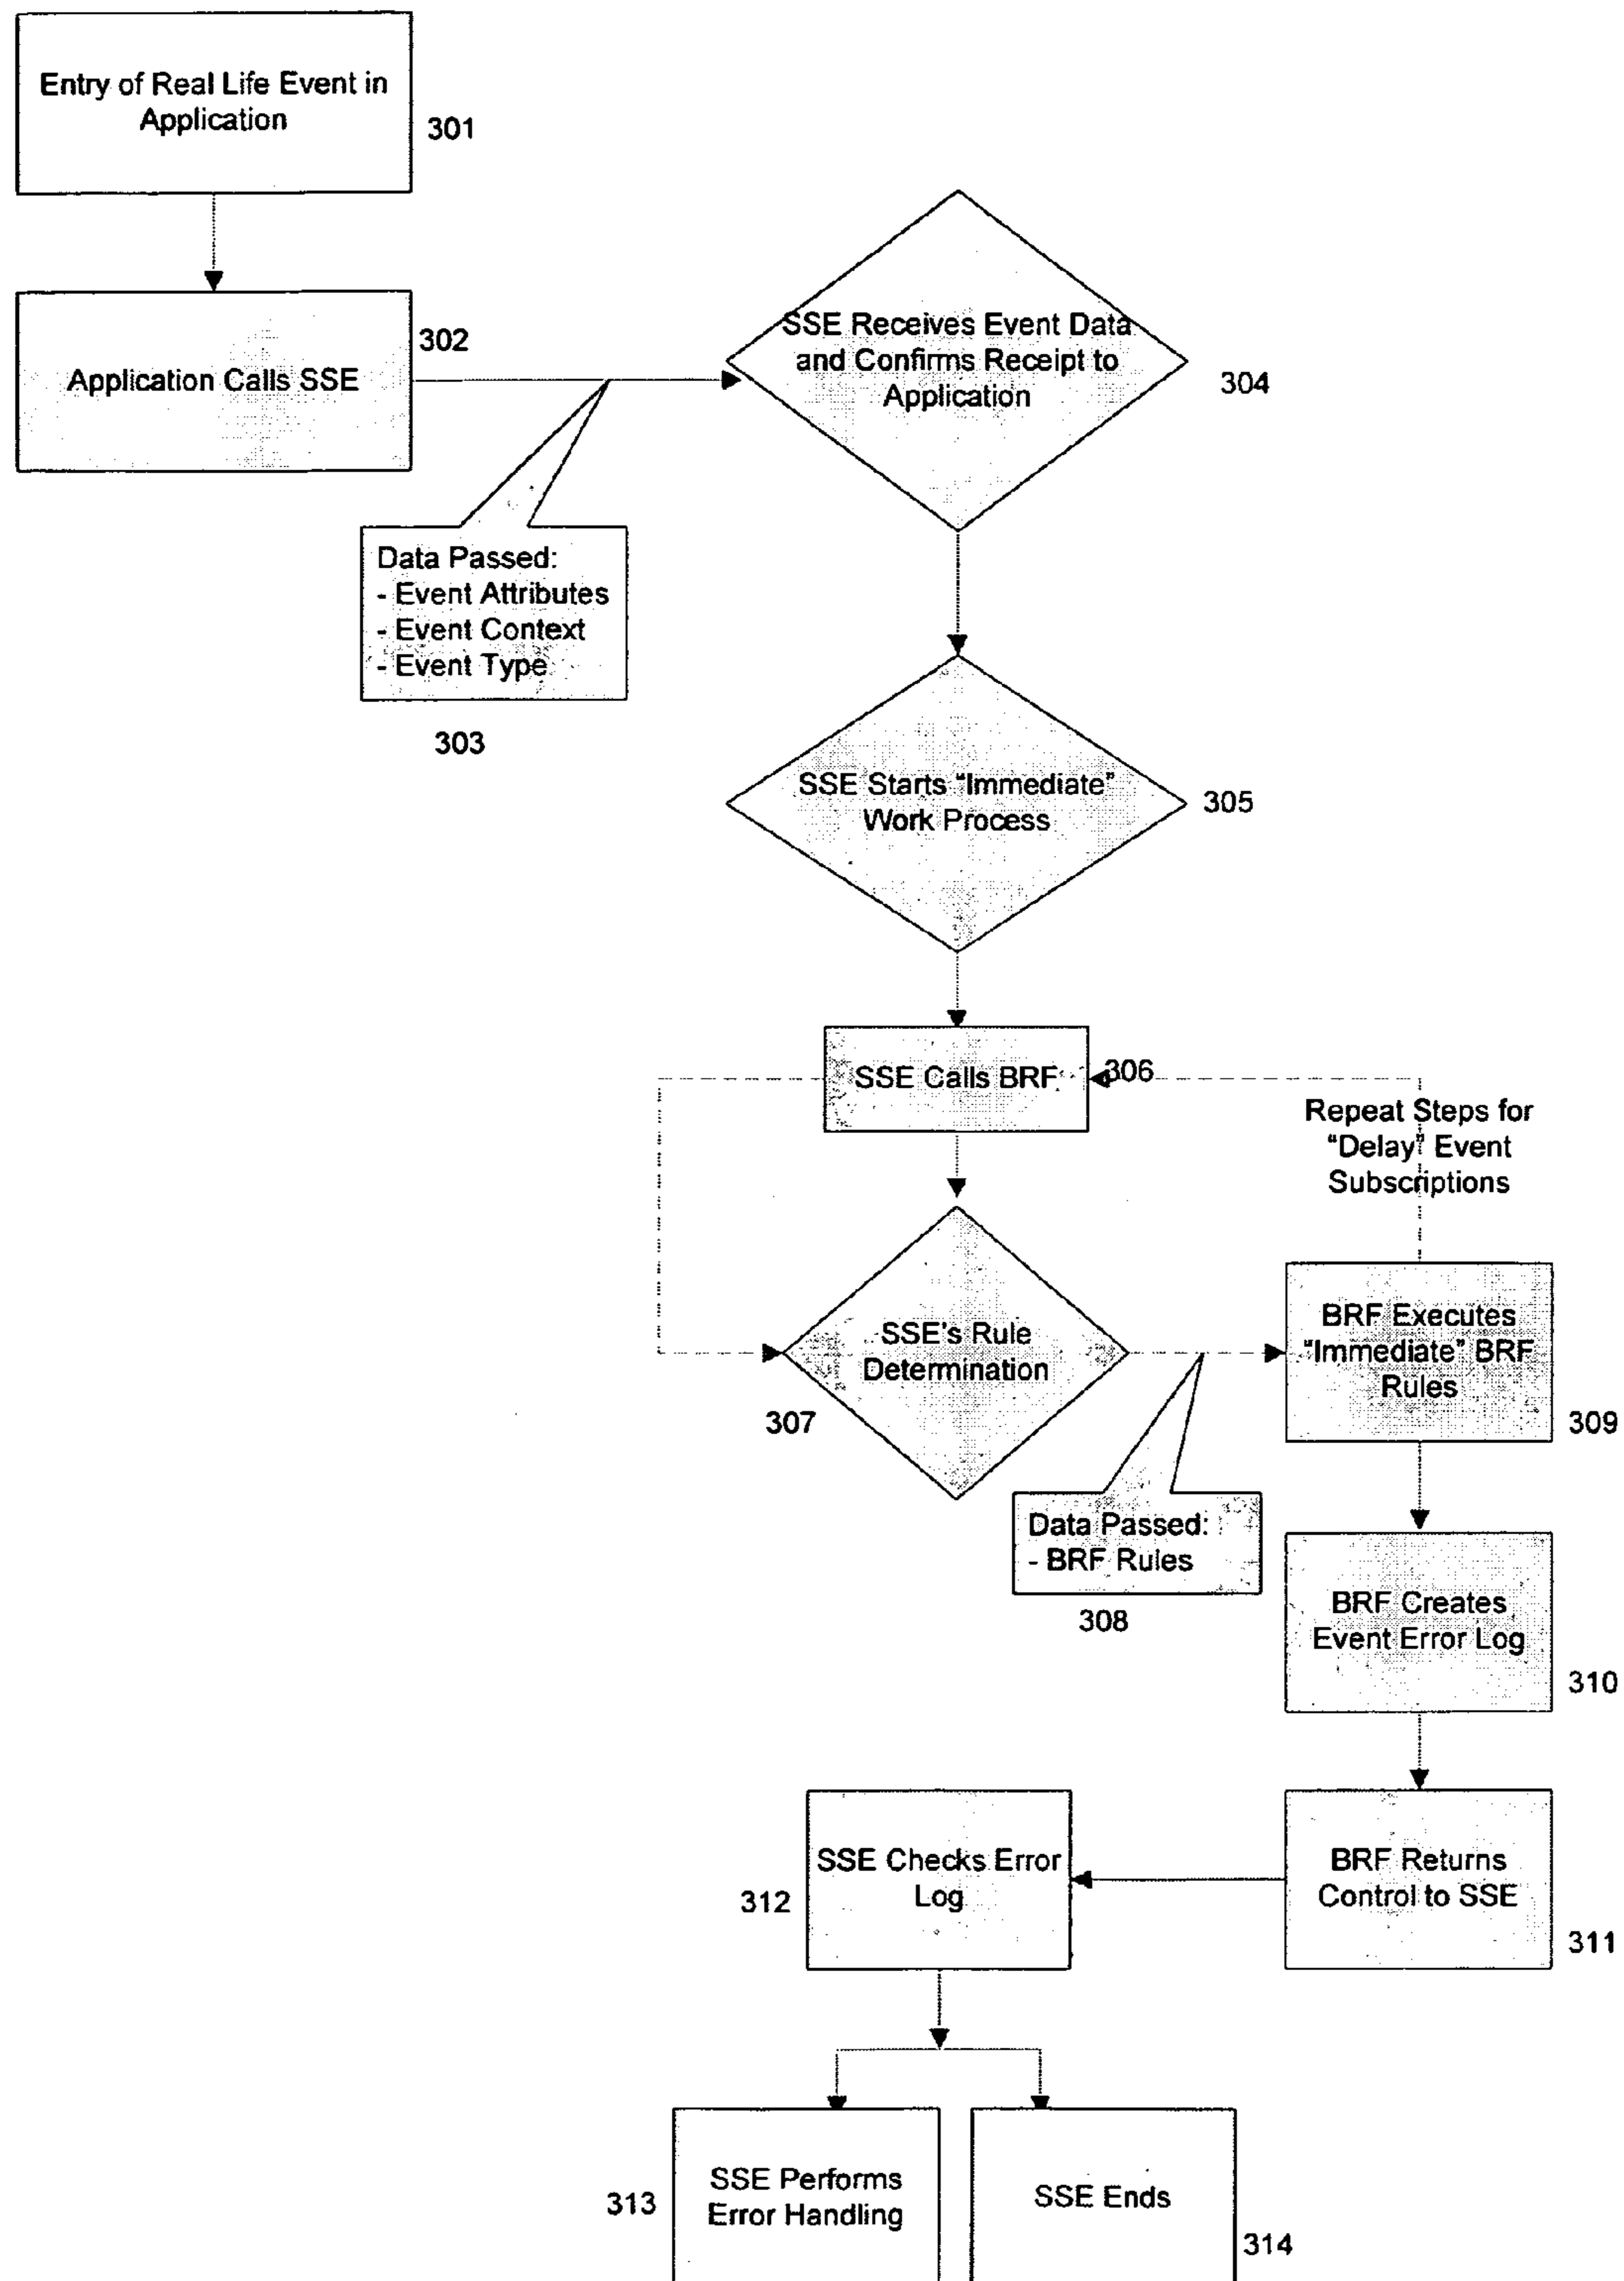 Entry of Real Life Event in
Application
301
Application Calls SSE
302
SSE Receives Event Data
and Confirms Receipt to
Application
304
Data Passed:
- Event Attributes
- Event Context
- Event Type
303
SSE Starts “Immediate”
Work Process
305
SSE Calls BRF
306
Repeat Steps for
“Delay” Event
Subscriptions
SSE's Rule
Determination
307
BRF Executes
“Immediate” BRF
Rules
309
Data Passed:
- BRF Rules
308
BRF Creates
Event Error Log
310
SSE Checks Error
Log
312
BRF Returns
Control to SSE
311
SSE Performs
Error Handling
313
SSE Ends
314